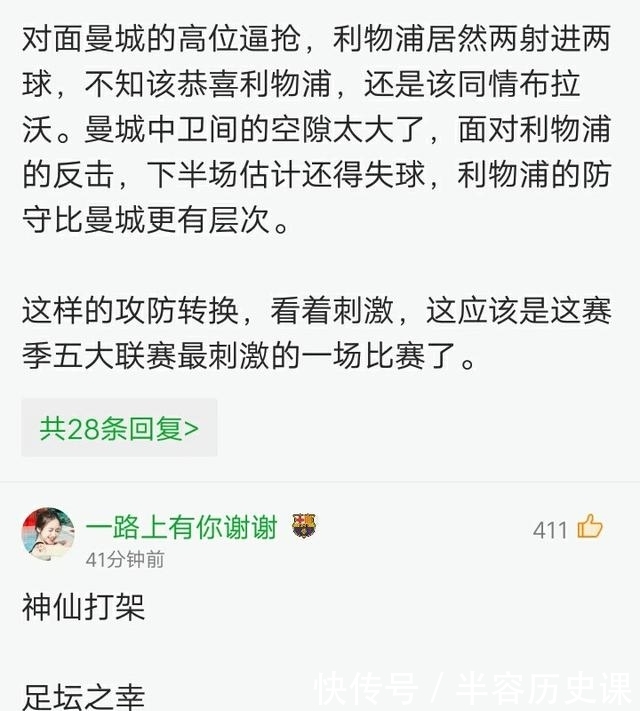 对面曼城的高位逼抢，利物浦居然两射进两
球，不知该恭喜利物浦，还是该同情布拉
沃。曼城中卫间的空隙太大了，面对利物浦
的反击，下半场估计还得失球，利物浦的防
守比曼城更有层次。
这样的攻防转换，看着刺激，这应该是这赛
季五大联赛最刺激的一场比赛了。
共28条回复>
一路上有你谢谢
411
41分钟前
神仙打架
足坛之幸
快传号 / 半容历史课